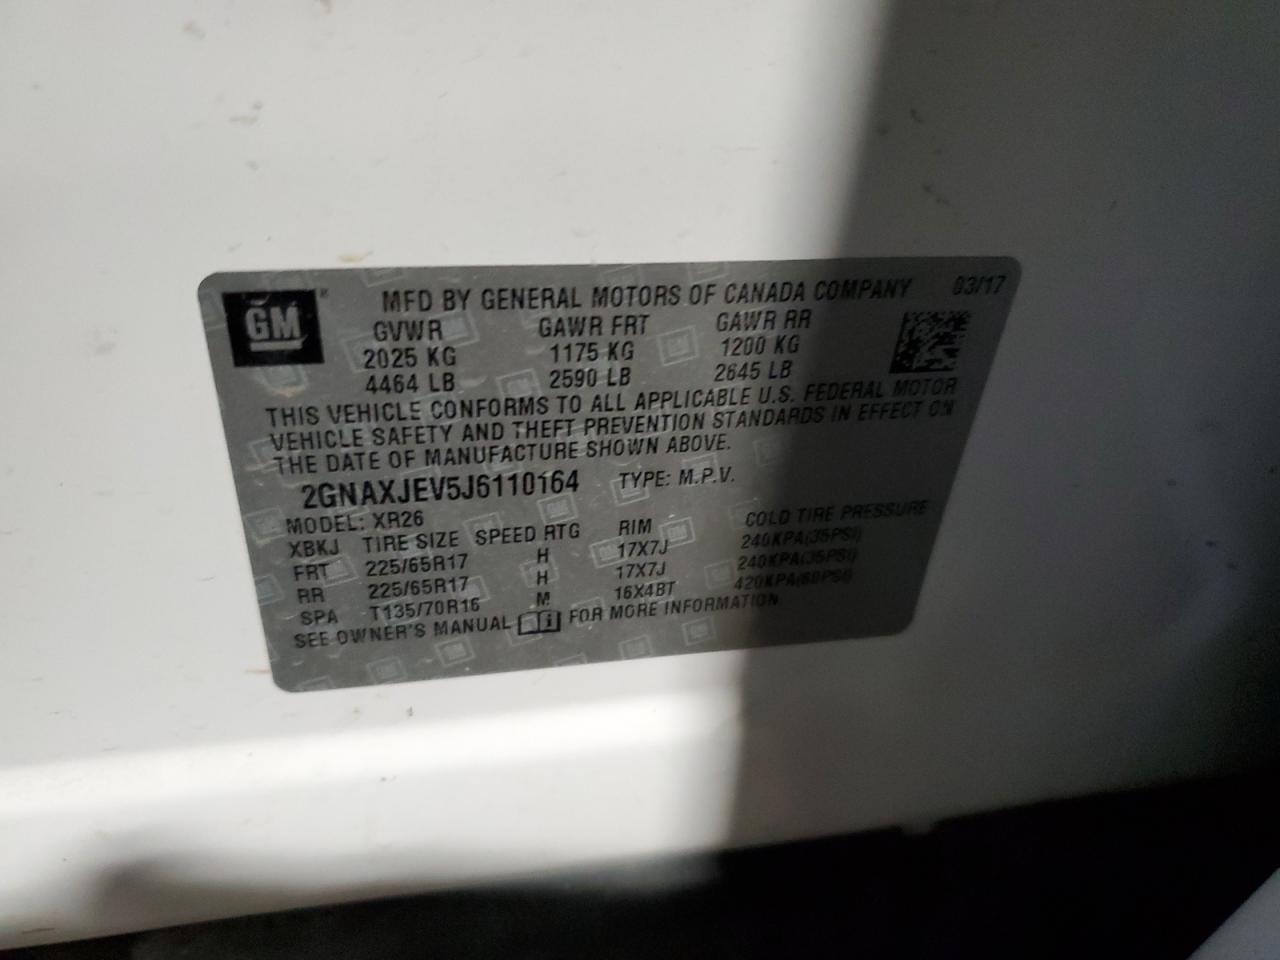 GM
MFD BY GENERAL MOTORS OF CANADA COMPANY 03/17
GVWR GAWR FRT GAWR RR
2025 KG 1175 KG 1200 KG
4464 LB 2590 LB 2645 LB
THIS VEHICLE CONFORMS TO ALL APPLICABLE U.S. FEDERAL MOTOR
VEHICLE SAFETY AND THEFT PREVENTION STANDARDS IN EFFECT ON
THE DATE OF MANUFACTURE SHOWN ABOVE.
2GNAXJEV5J6110164 TYPE: M.P.V.
MODEL: XR26
XBKJ TIRE SIZE SPEED RTG RIM COLD TIRE PRESSURE
FRT 225/65R17 H 17X7J 240KPA(35PSI)
RR 225/65R17 H 17X7J 240KPA(35PSI)
SPA T135/70R16 M 16X4BT 420KPA(60PSI)
SEE OWNER'S MANUAL FOR MORE INFORMATION